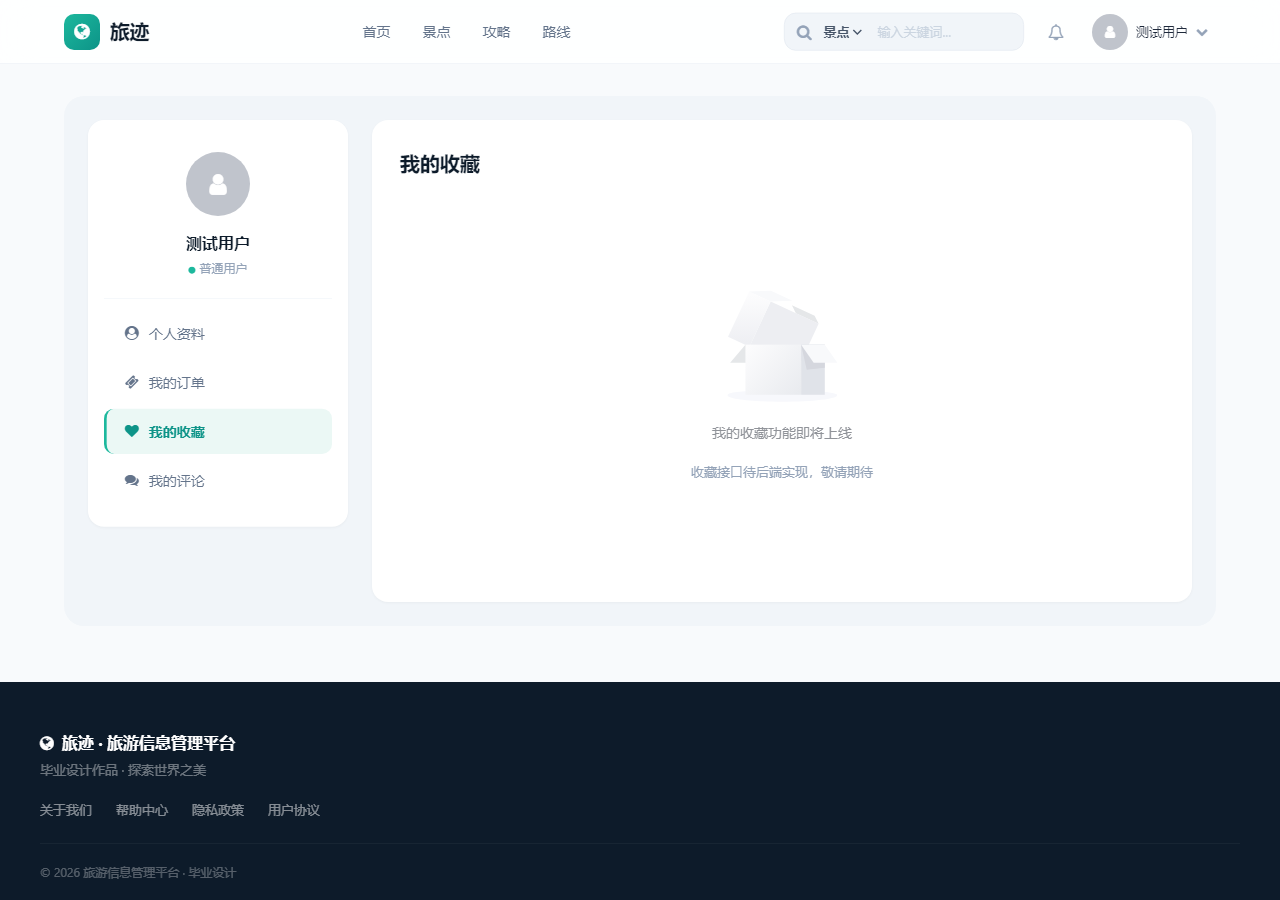 旅迹
首页 景点 攻略 路线
景点 输入关键词...
测试用户
测试用户
普通用户
个人资料
我的订单
我的收藏
我的评论
我的收藏
我的收藏功能即将上线
收藏接口待后端实现，敬请期待
旅迹 · 旅游信息管理平台
毕业设计作品 · 探索世界之美
关于我们 帮助中心 隐私政策 用户协议
© 2026 旅游信息管理平台 · 毕业设计